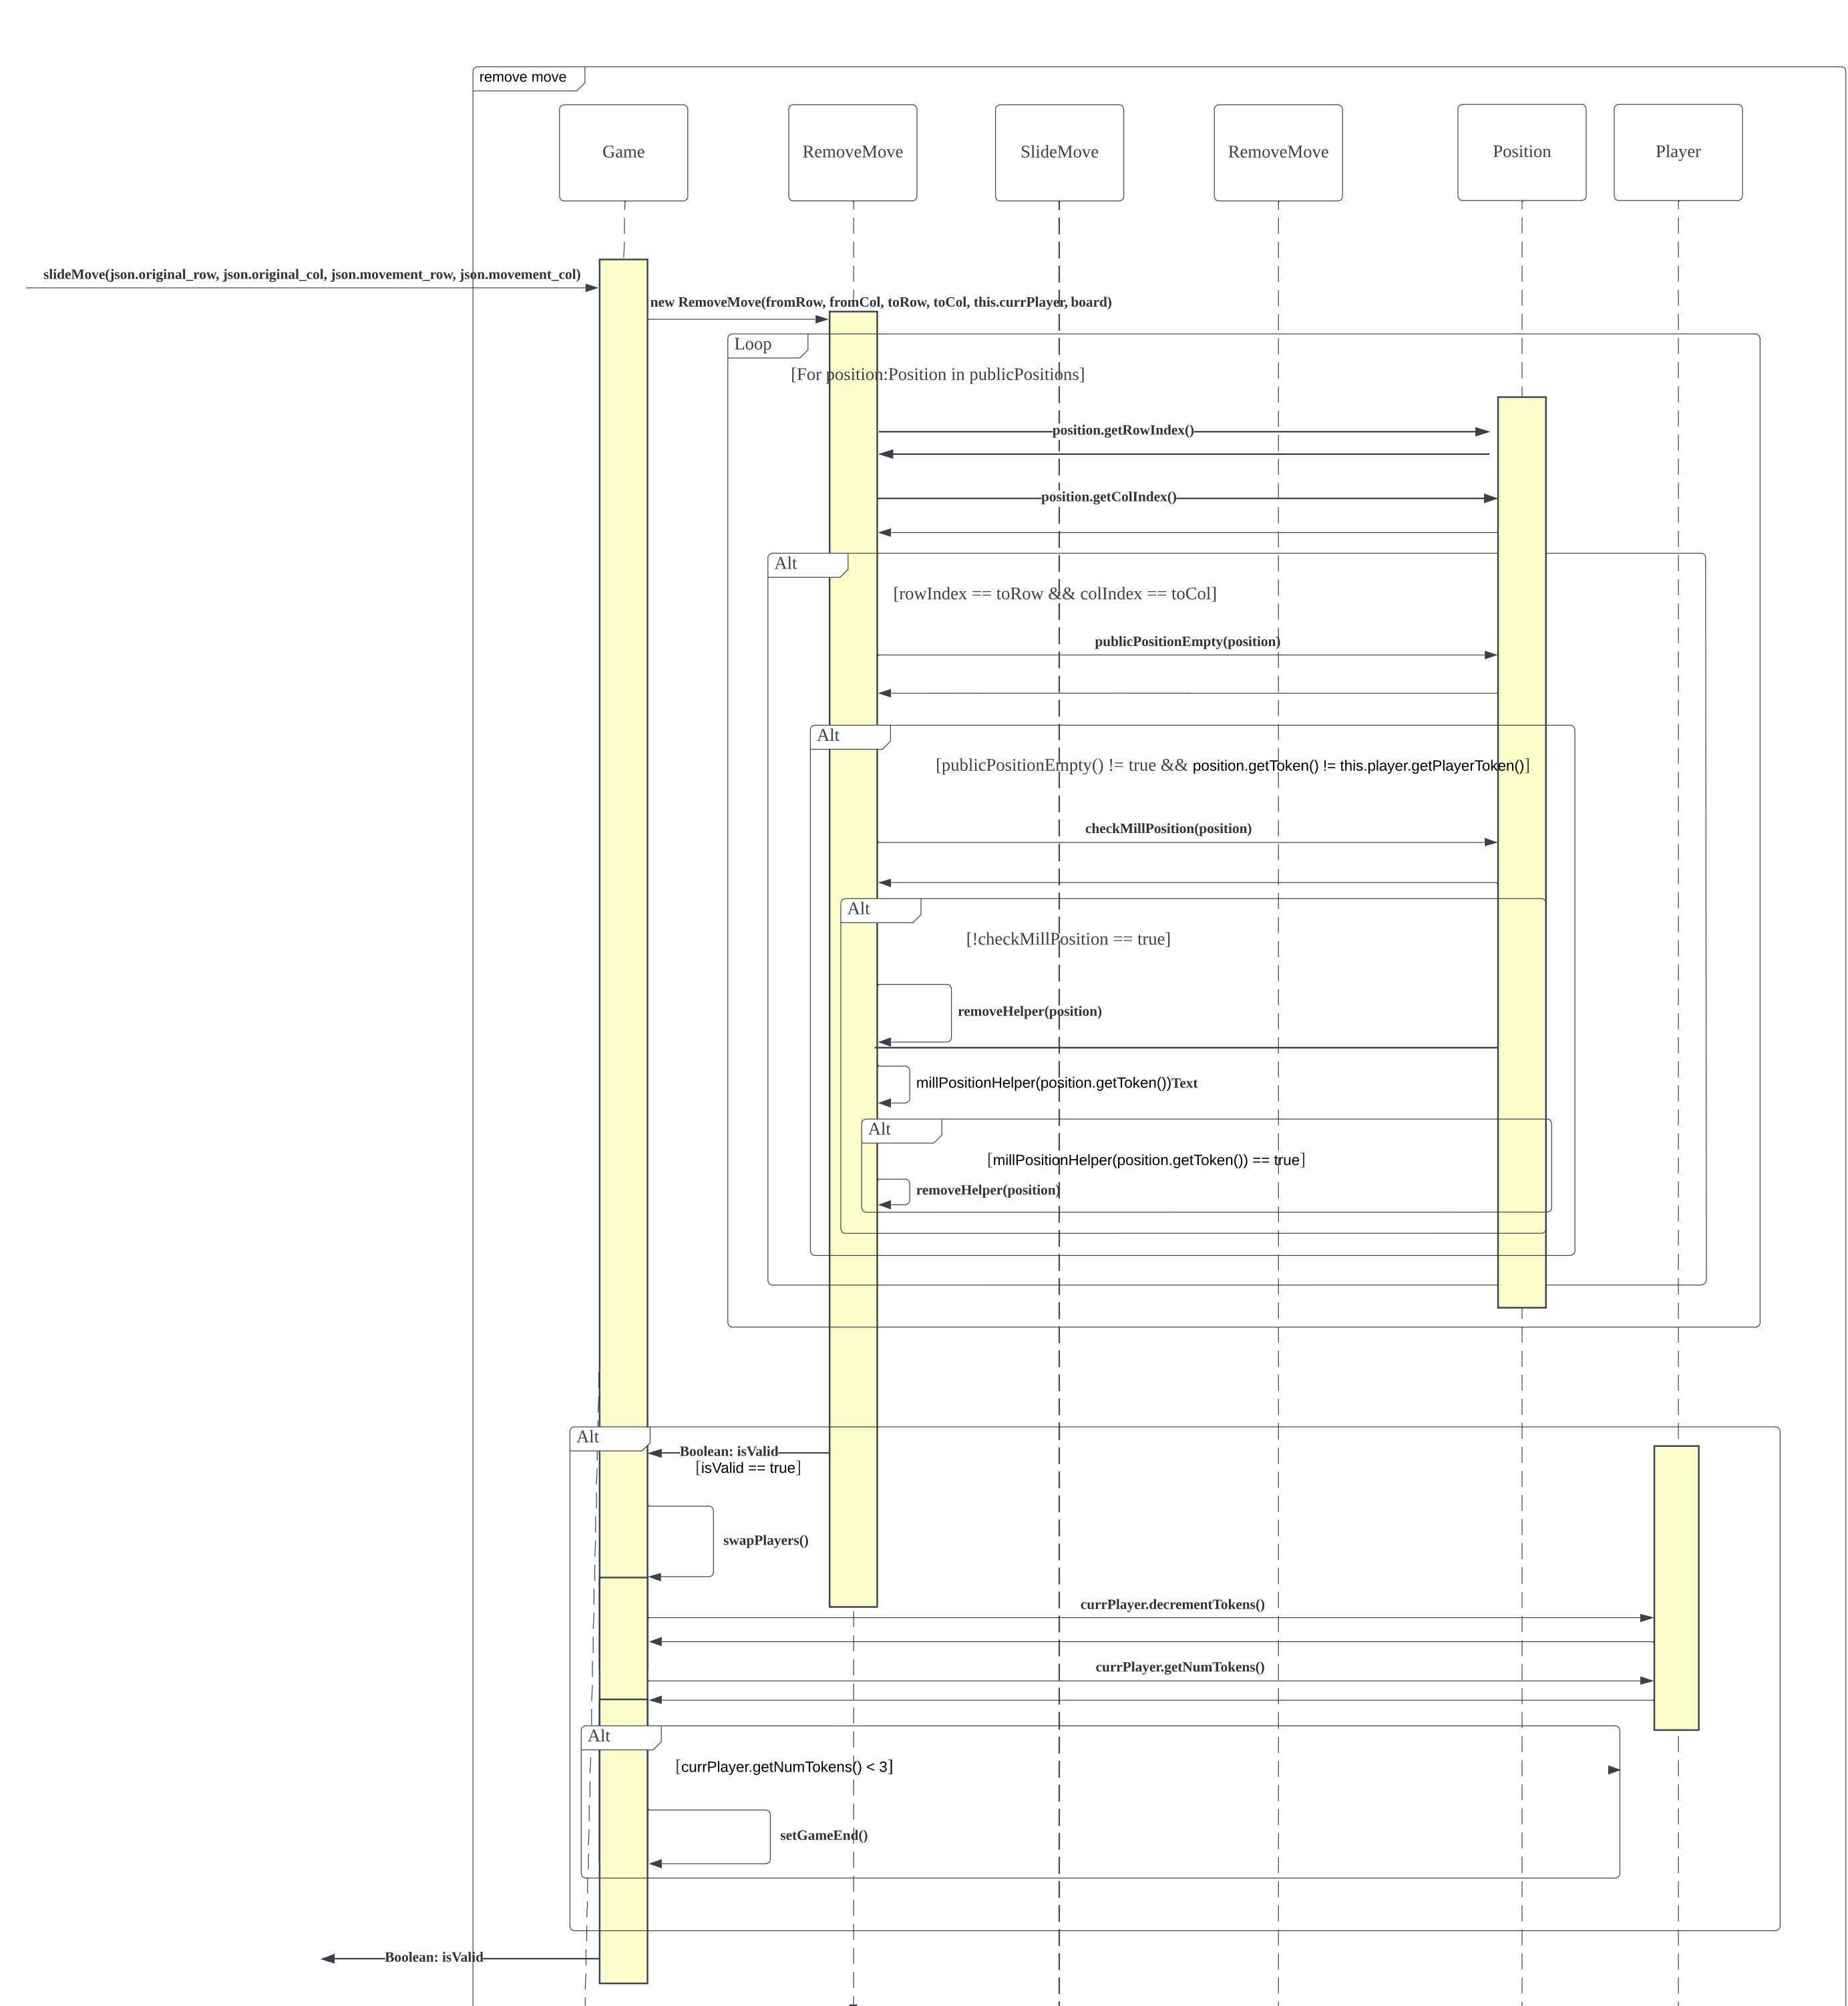 remove move
Game
RemoveMove
SlideMove
RemoveMove
Position
Player
slideMove(json.original_row, json.original_col, json.movement_row, json.movement_col)
new RemoveMove(fromRow, fromCol, toRow, toCol, this.currPlayer, board)
Loop
[For position:Position in publicPositions]
position.getRowIndex()
position.getColIndex()
Alt
[rowIndex == toRow && colIndex == toCol]
publicPositionEmpty(position)
Alt
[publicPositionEmpty() != true && position.getToken() != this.player.getPlayerToken()]
checkMillPosition(position)
Alt
[!checkMillPosition == true]
removeHelper(position)
millPositionHelper(position.getToken())Text
Alt
[millPositionHelper(position.getToken()) == true]
removeHelper(position)
Alt
Boolean: isValid
[isValid == true]
swapPlayers()
currPlayer.decrementTokens()
currPlayer.getNumTokens()
Alt
[currPlayer.getNumTokens() < 3]
setGameEnd()
Boolean: isValid